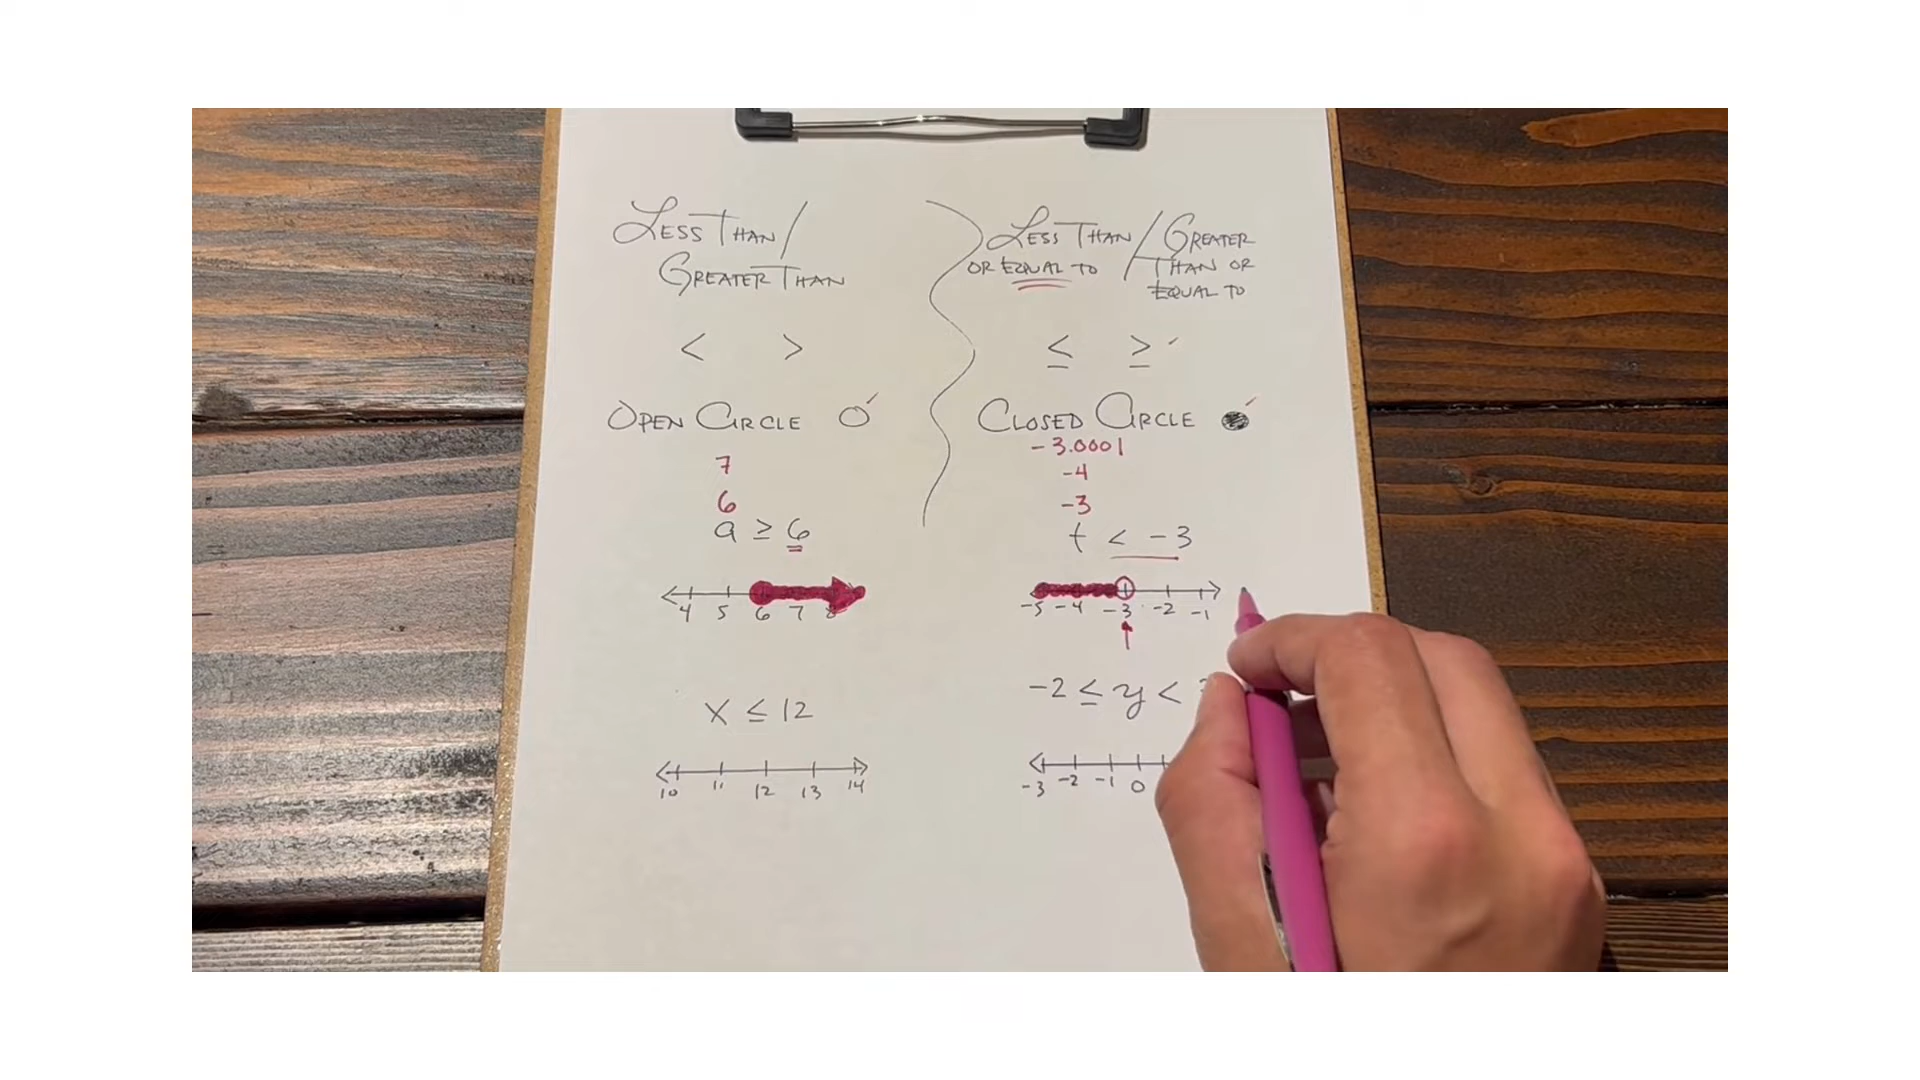 LESS THAN/
GREATER THAN
< >
OPEN CIRCLE O
7
6
a ≥ 6
4 5 6 7 8
x ≤ 12
10 11 12 13 14
LESS THAN / GREATER
OR EQUAL TO THAN OR
EQUAL TO
≤ ≥
CLOSED CIRCLE ●
-3.0001
-4
-3
t < -3
-5 -4 -3 -2 -1
-2 ≤ y <
-3 -2 -1 0